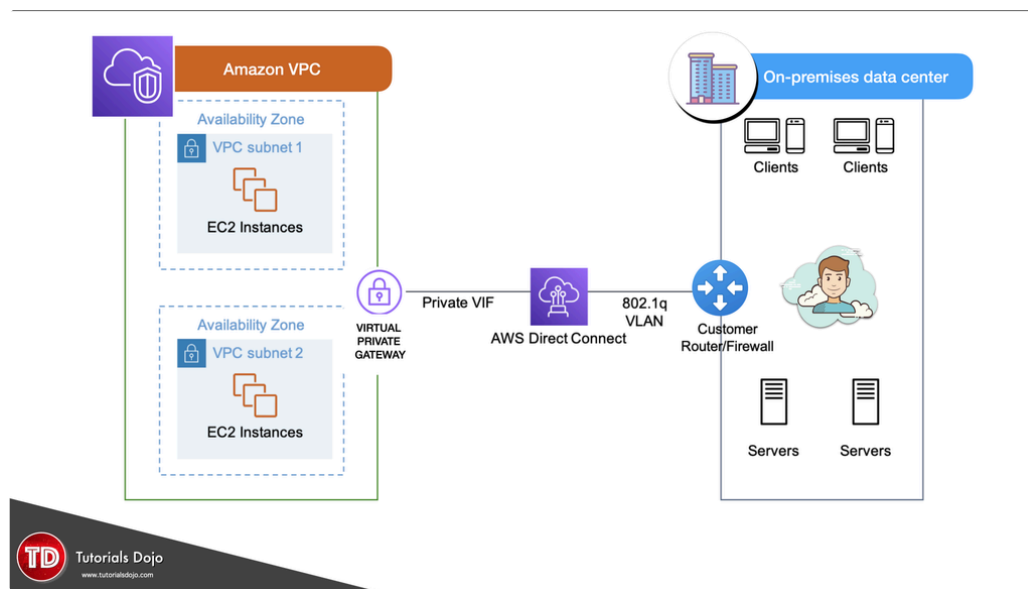 Amazon VPC
Availability Zone
VPC subnet 1
EC2 Instances
Availability Zone
VPC subnet 2
EC2 Instances
VIRTUAL
PRIVATE
GATEWAY
Private VIF
AWS Direct Connect
802.1q
VLAN
Customer
Router/Firewall
On-premises data center
Clients
Clients
Servers
Servers
TD
Tutorials Dojo
www.tutorialsdojo.com